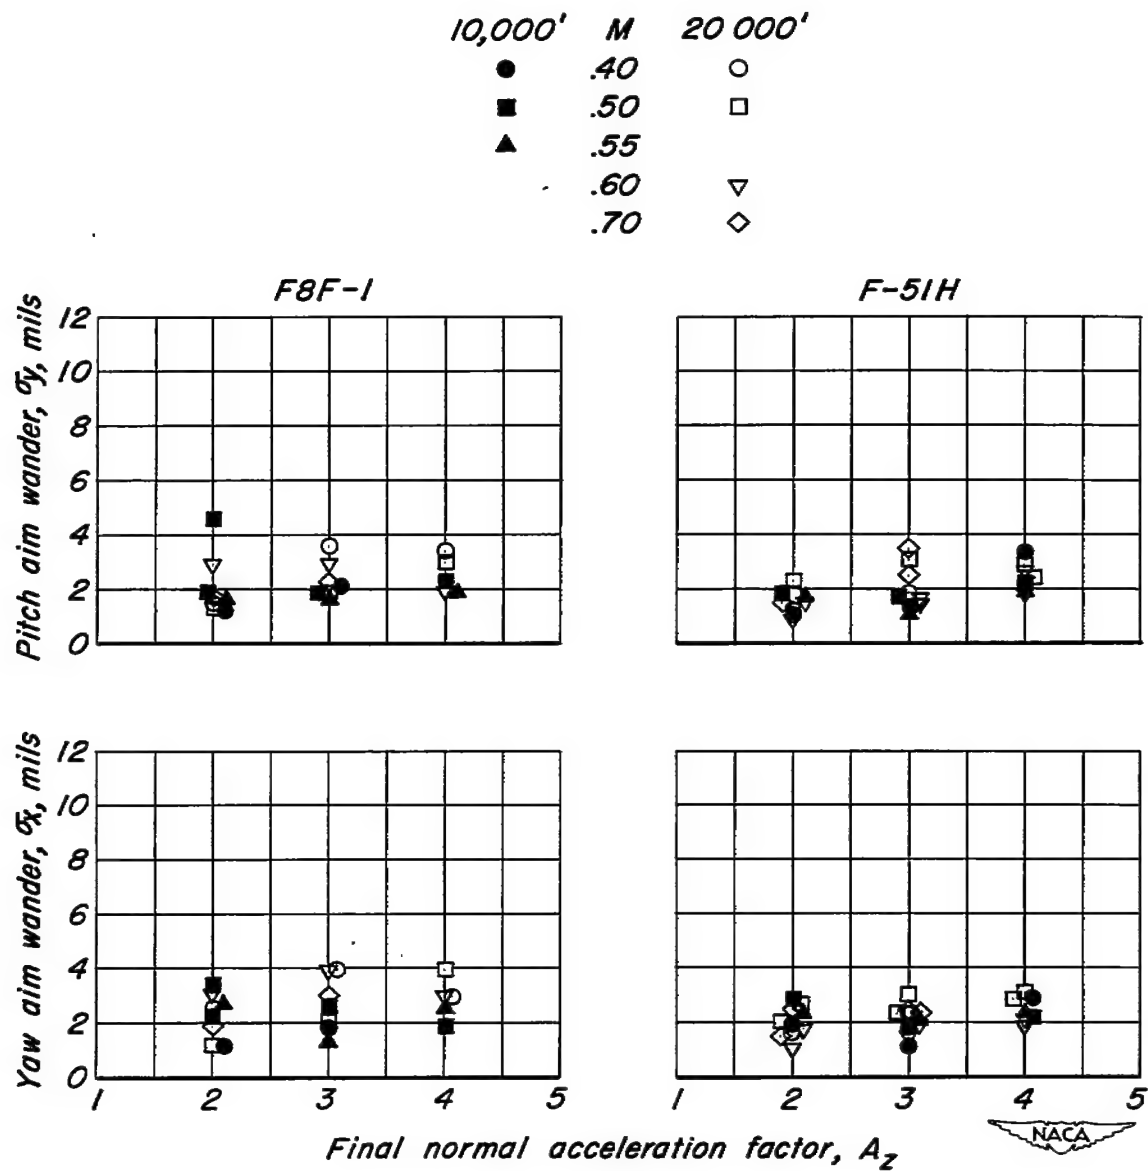 10,000' M 20 000'
.40
.50
.55
.60
.70
F8F-1 F-51H
Pitch aim wander, σy, mils
12
10
8
6
4
2
0
Yaw aim wander, σx, mils
12
10
8
6
4
2
0
1 2 3 4 5 1 2 3 4 5
Final normal acceleration factor, Az
NACA